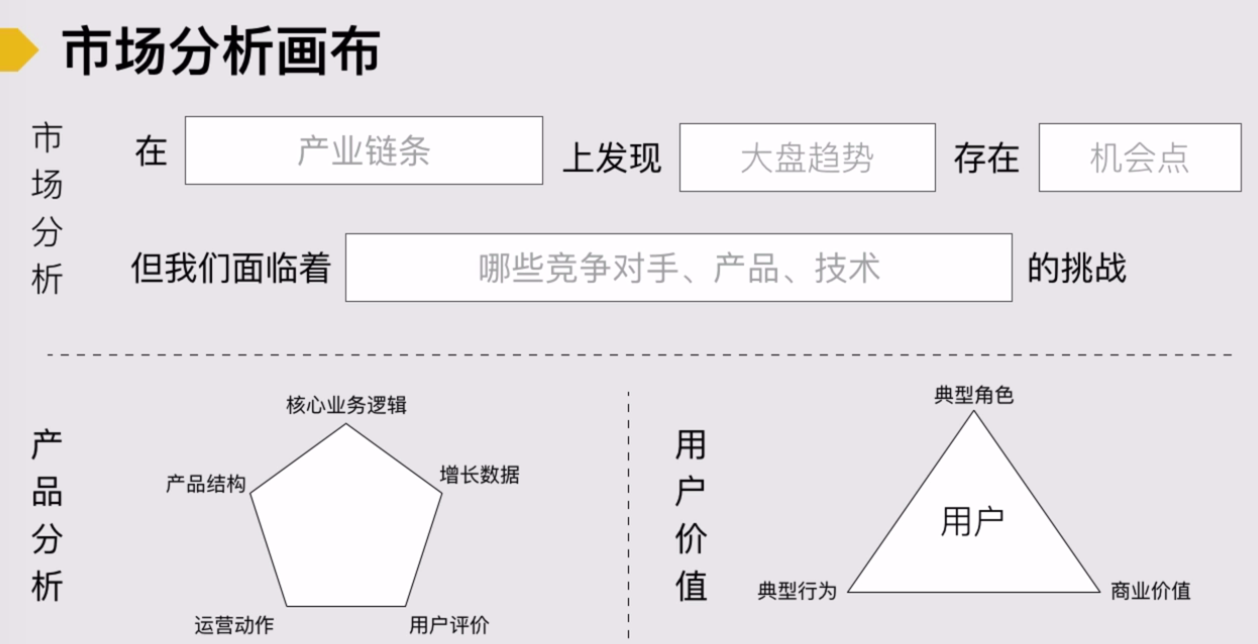 市场分析画布
市场分析
在 产业链条 上发现 大盘趋势 存在 机会点
但我们面临着 哪些竞争对手、产品、技术 的挑战
产品分析
核心业务逻辑
产品结构
增长数据
运营动作
用户评价
用户价值
典型角色
用户
典型行为
商业价值